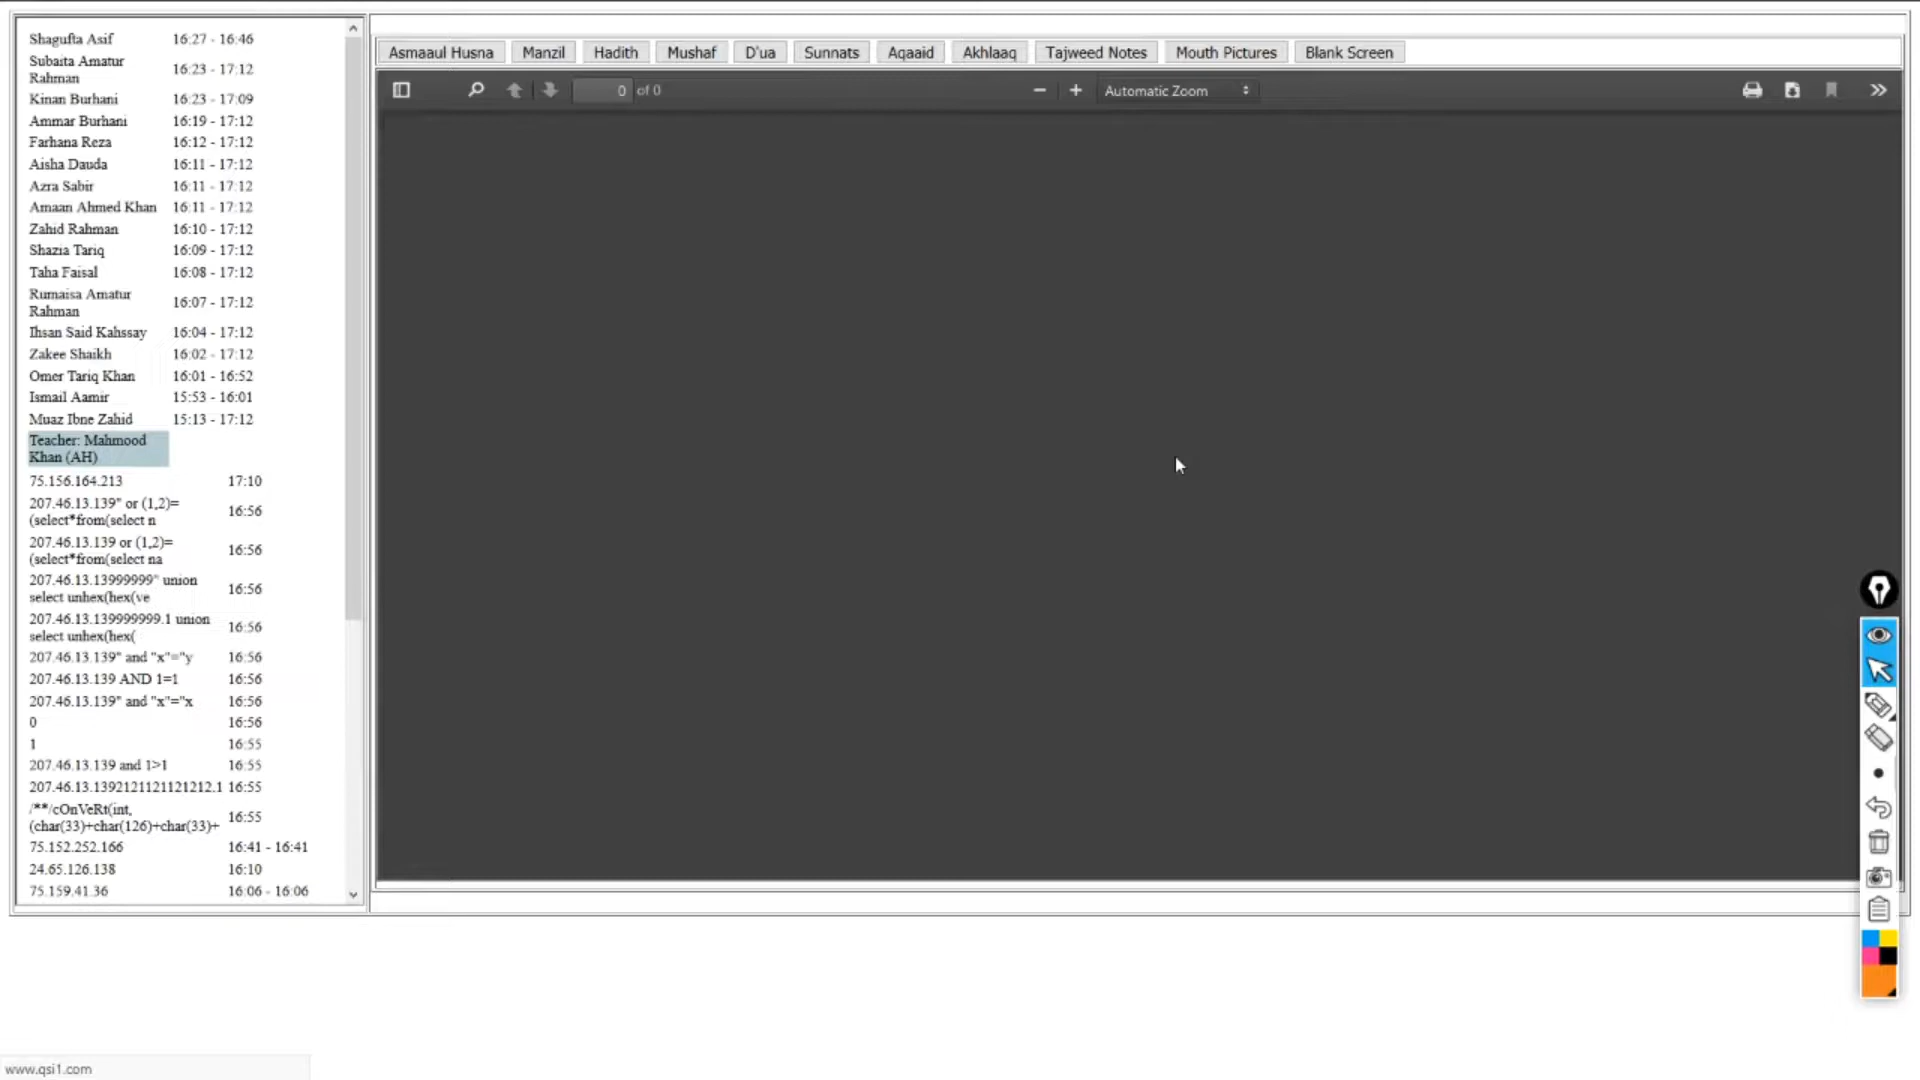 Shagufta Asif 16:27 - 16:46
Subaita Amatur
Rahman 16:23 - 17:12
Kinan Burhani 16:23 - 17:09
Ammar Burhani 16:19 - 17:12
Farhana Reza 16:12 - 17:12
Aisha Dauda 16:11 - 17:12
Azra Sabir 16:11 - 17:12
Amaan Ahmed Khan 16:11 - 17:12
Zahid Rahman 16:10 - 17:12
Shazia Tariq 16:09 - 17:12
Taha Faisal 16:08 - 17:12
Rumaisa Amatur
Rahman 16:07 - 17:12
Ihsan Said Kahssay 16:04 - 17:12
Zakee Shaikh 16:02 - 17:12
Omer Tariq Khan 16:01 - 16:52
Ismail Aamir 15:53 - 16:01
Muaz Ibne Zahid 15:13 - 17:12
Teacher: Mahmood
Khan (AH)
75.156.164.213 17:10
207.46.13.139" or (1,2)=
(select*from(select n 16:56
207.46.13.139 or (1,2)=
(select*from(select na 16:56
207.46.13.13999999" union
select unhex(hex(ve 16:56
207.46.13.139999999.1 union
select unhex(hex( 16:56
207.46.13.139" and "x"="y 16:56
207.46.13.139 AND 1=1 16:56
207.46.13.139" and "x"="x 16:56
0 16:56
1 16:55
207.46.13.139 and 1>1 16:55
207.46.13.1392121121121212.1 16:55
/**/cOnVeRt(int,
(char(33)+char(126)+char(33)+ 16:55
75.152.252.166 16:41 - 16:41
24.65.126.138 16:10
75.159.41.36 16:06 - 16:06
Asmaaul Husna Manzil Hadith Mushaf D'ua Sunnats Aqaaid Akhlaaq Tajweed Notes Mouth Pictures Blank Screen
0 of 0 Automatic Zoom
www.qsi1.com